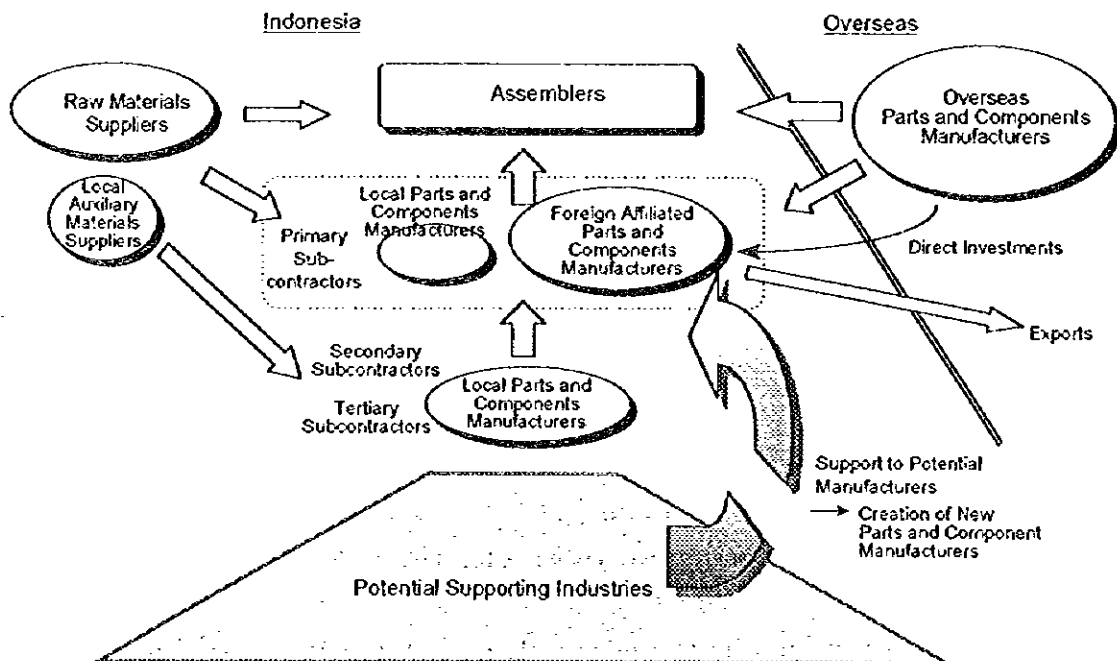 Indonesia
Overseas
Raw Materials
Suppliers
Assemblers
Overseas
Parts and Components
Manufacturers
Local
Auxiliary
Materials
Suppliers
Local Parts and
Components
Manufacturers
Primary
Sub-
contractors
Foreign Affiliated
Parts and
Components
Manufacturers
Direct Investments
Exports
Secondary
Subcontractors
Tertiary
Subcontractors
Local Parts and
Components
Manufacturers
Support to Potential
Manufacturers
→ Creation of New
Parts and Component
Manufacturers
Potential Supporting Industries